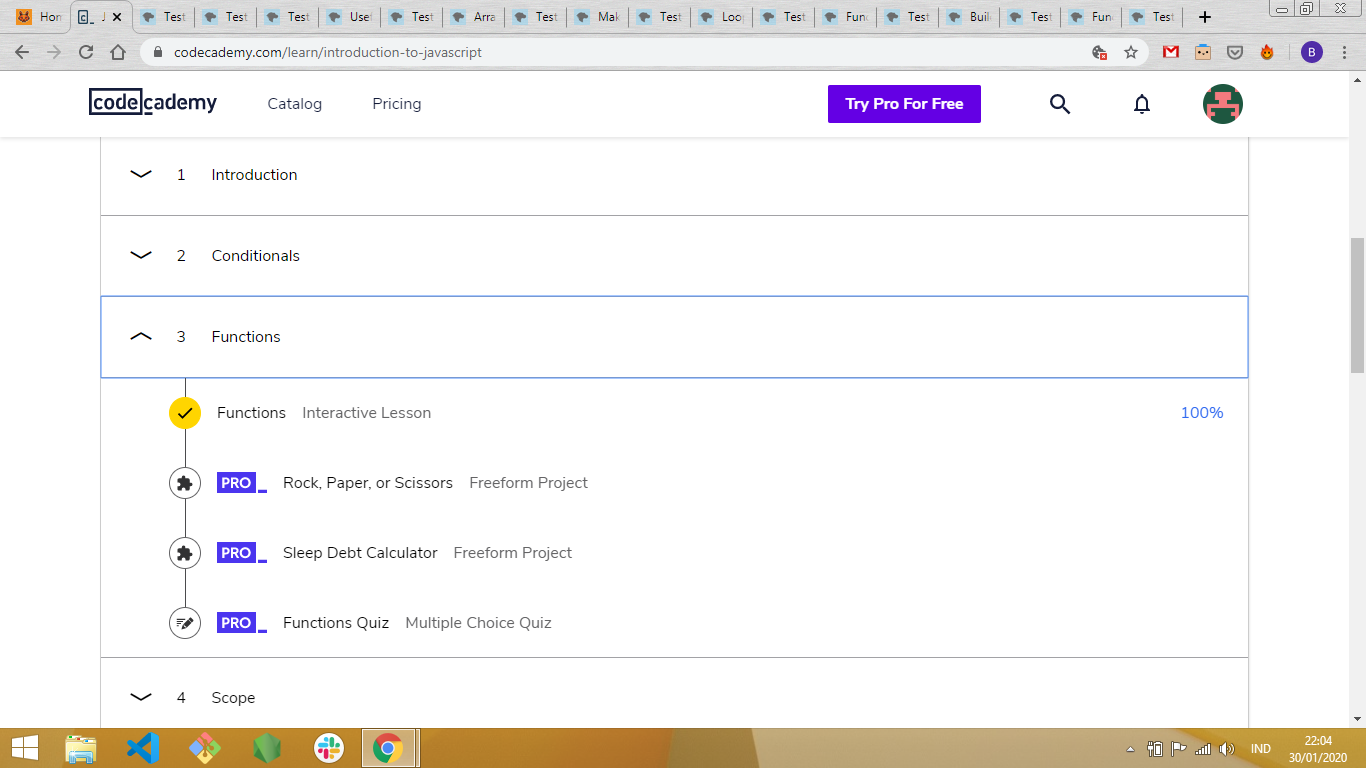 Hor J Test Test Test Uset Test Arra Test Mak Test Loo Test Fun Test Buil Test Fun Test
codecademy.com/learn/introduction-to-javascript B
codecademy Catalog Pricing Try Pro For Free
1 Introduction
2 Conditionals
3 Functions
Functions Interactive Lesson 100%
PRO Rock, Paper, or Scissors Freeform Project
PRO Sleep Debt Calculator Freeform Project
PRO Functions Quiz Multiple Choice Quiz
4 Scope
IND 22:04
30/01/2020